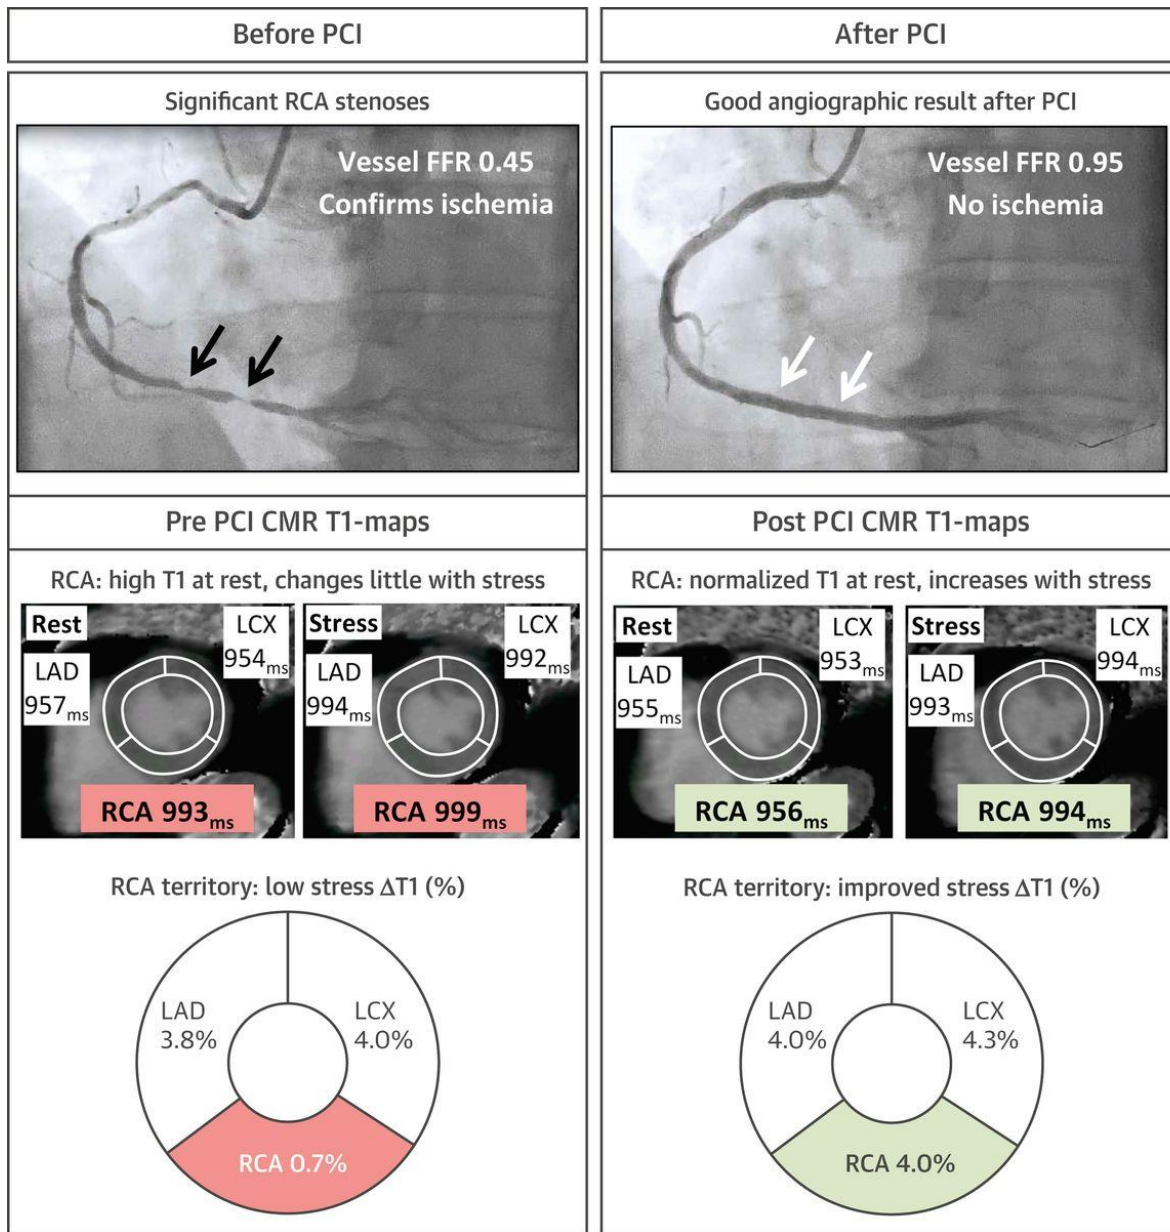 Before PCI
After PCI
Significant RCA stenoses
Vessel FFR 0.45
Confirms ischemia
Good angiographic result after PCI
Vessel FFR 0.95
No ischemia
Pre PCI CMR T1-maps
Post PCI CMR T1-maps
RCA: high T1 at rest, changes little with stress
Rest
LCX
954ms
LAD
957ms
RCA 993ms
Stress
LCX
992ms
LAD
994ms
RCA 999ms
RCA: normalized T1 at rest, increases with stress
Rest
LCX
953ms
LAD
955ms
RCA 956ms
Stress
LCX
994ms
LAD
993ms
RCA 994ms
RCA territory: low stress ΔT1 (%)
LAD
3.8%
LCX
4.0%
RCA 0.7%
RCA territory: improved stress ΔT1 (%)
LAD
4.0%
LCX
4.3%
RCA 4.0%